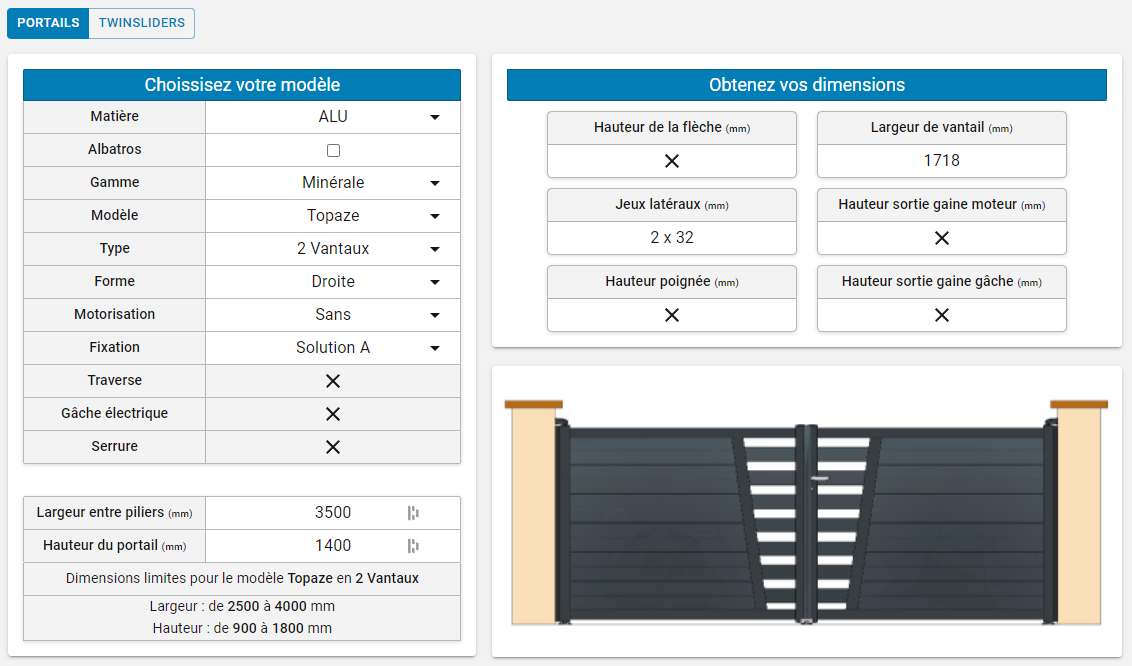 PORTAILS TWINSLIDERS
Choissisez votre modèle
Matière ALU
Albatros
Gamme Minérale
Modèle Topaze
Type 2 Vantaux
Forme Droite
Motorisation Sans
Fixation Solution A
Traverse
Gâche électrique
Serrure
Largeur entre piliers (mm) 3500
Hauteur du portail (mm) 1400
Dimensions limites pour le modèle Topaze en 2 Vantaux
Largeur : de 2500 à 4000 mm
Hauteur : de 900 à 1800 mm
Obtenez vos dimensions
Hauteur de la flèche (mm) Largeur de vantail (mm)
1718
Jeux latéraux (mm) Hauteur sortie gaine moteur (mm)
2 x 32
Hauteur poignée (mm) Hauteur sortie gaine gâche (mm)